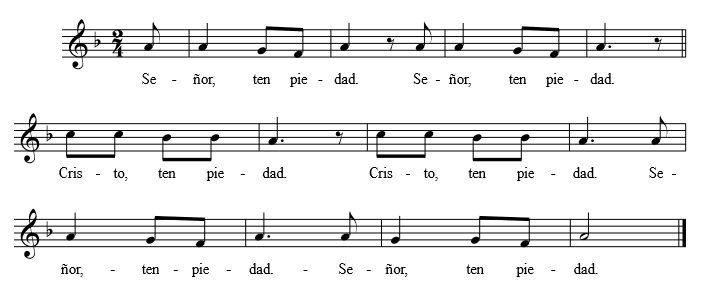 2 4
Se - ñor, ten pie - dad. Se - ñor, ten pie - dad.
Cris - to, ten pie - dad. Cris - to, ten pie - dad. Se -
ñor, - ten - pie - dad. - Se - ñor, ten pie - dad.